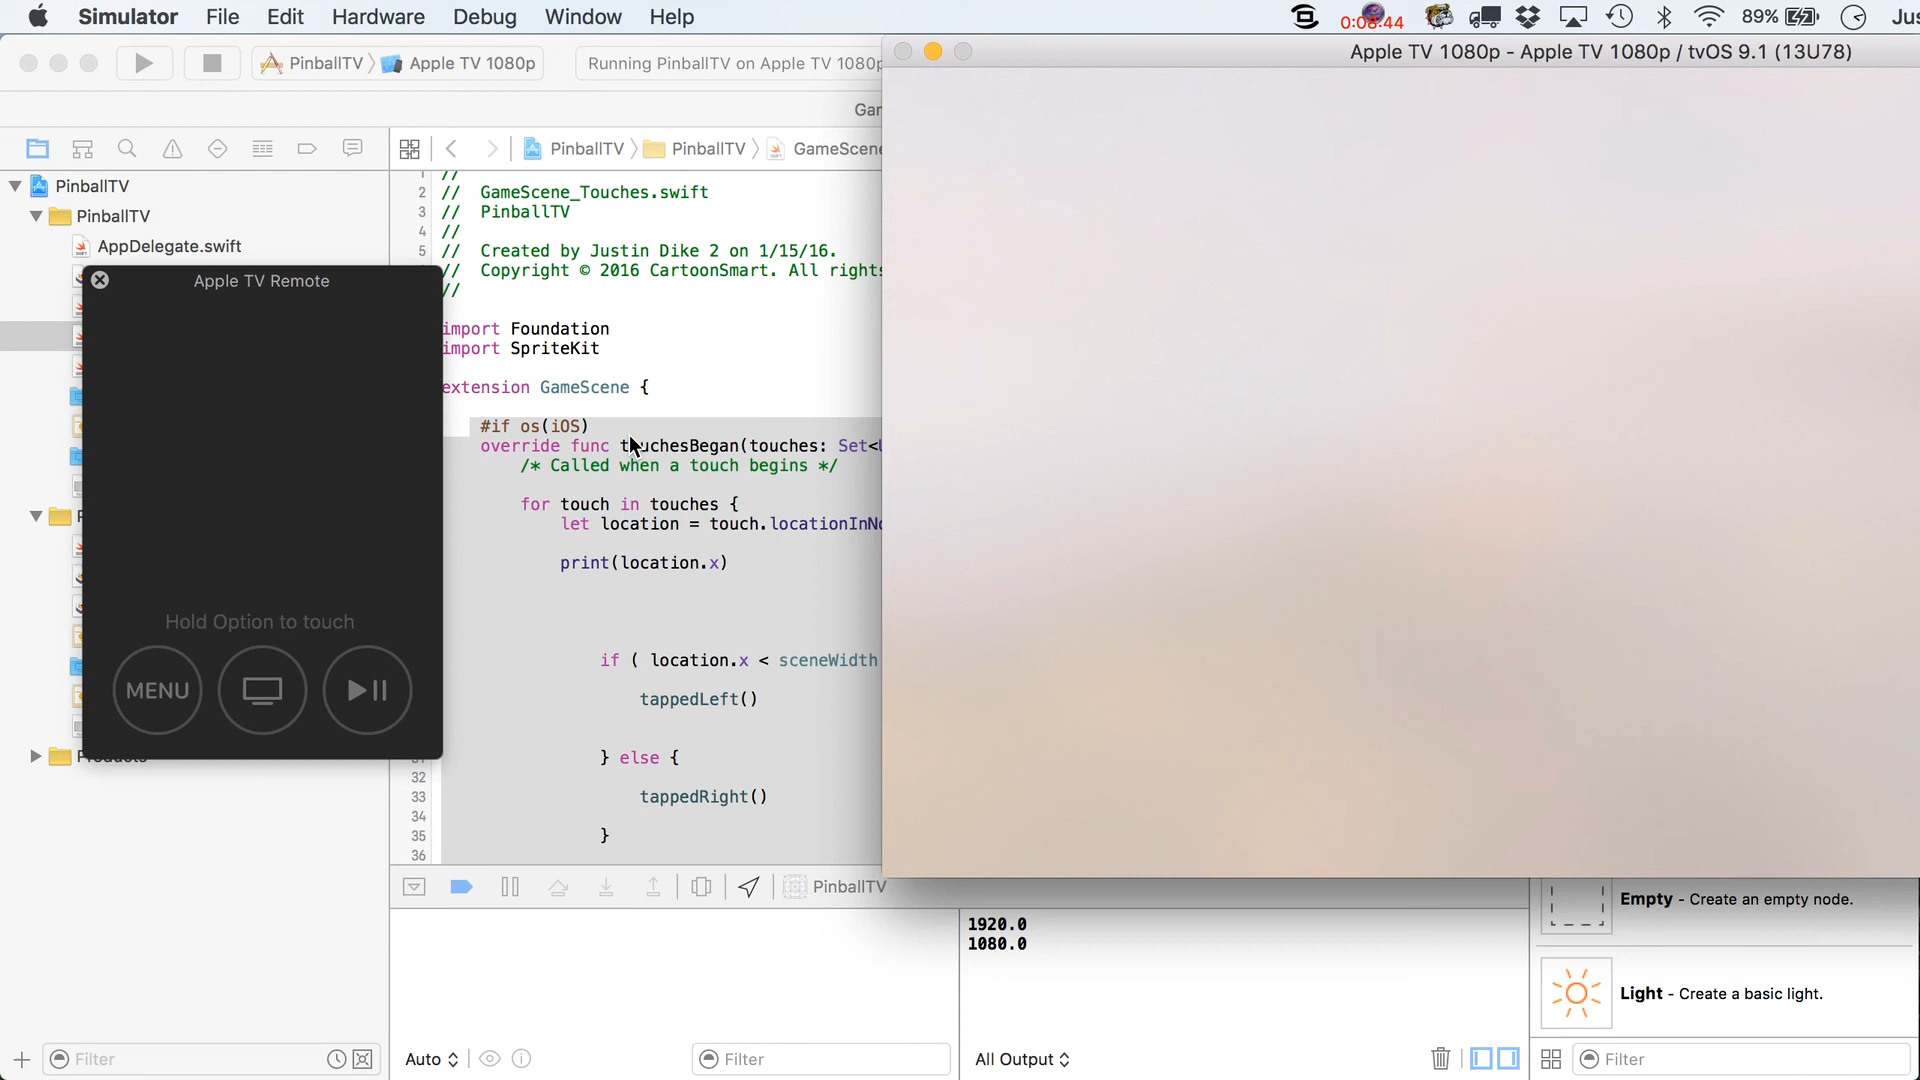 Simulator File Edit Hardware Debug Window Help 0:08:44 89% Jus
PinballTV Apple TV 1080p Running PinballTV on Apple TV 1080p
Apple TV 1080p - Apple TV 1080p / tvOS 9.1 (13U78)
Gar
PinballTV PinballTV GameScene
PinballTV
PinballTV
AppDelegate.swift
Apple TV Remote
Hold Option to touch
MENU
Products
1 //
2 // GameScene_Touches.swift
3 // PinballTV
4 //
5 // Created by Justin Dike 2 on 1/15/16.
// Copyright © 2016 CartoonSmart. All rights
//
import Foundation
import SpriteKit
extension GameScene {
#if os(iOS)
override func touchesBegan(touches: Set<U
/* Called when a touch begins */
for touch in touches {
let location = touch.locationInNo
print(location.x)
if ( location.x < sceneWidth
tappedLeft()
31 } else {
32
33 tappedRight()
34
35 }
36
PinballTV
1920.0
1080.0
Empty - Create an empty node.
Light - Create a basic light.
Filter Auto Filter All Output Filter